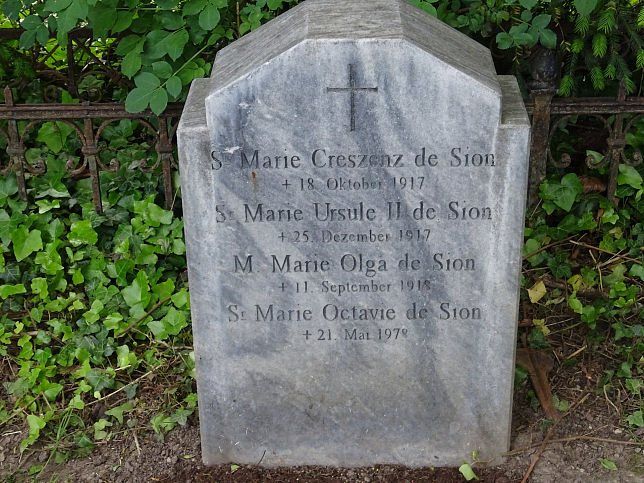 Sr Marie Creszenz de Sion
+ 18. Oktober 1917
Sr Marie Ursule II de Sion
+ 25. Dezember 1917
M. Marie Olga de Sion
+ 11. September 1918
Sr Marie Octavie de Sion
+ 21. Mai